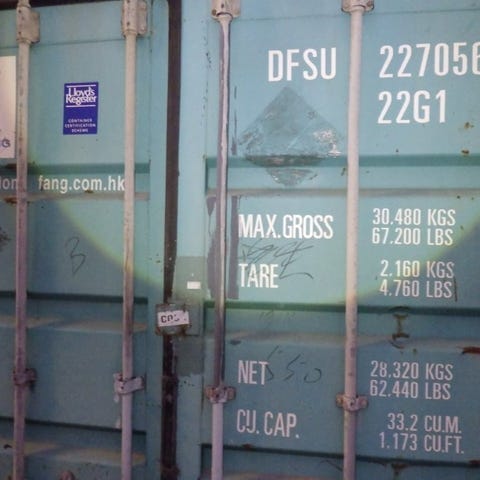 Lloyd's
Register
CONTAINER
CERTIFICATION
SCHEME
fang.com.hk
DFSU 227056
22G1
MAX.GROSS 30.480 KGS
67.200 LBS
TARE 2.160 KGS
4.760 LBS
NET 28.320 KGS
62.440 LBS
CU. CAP. 33.2 CU.M.
1.173 CU.FT.